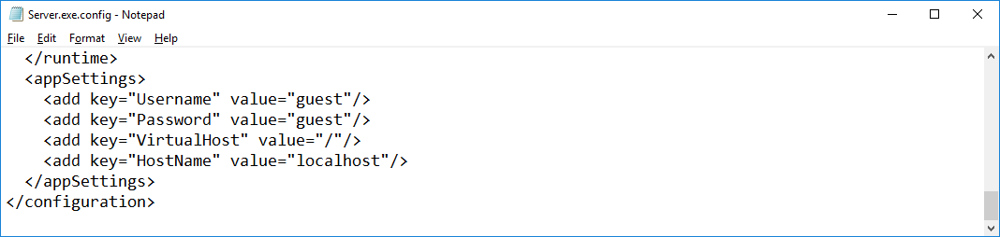 Server.exe.config - Notepad
File Edit Format View Help
  </runtime>
  <appSettings>
    <add key="Username" value="guest"/>
    <add key="Password" value="guest"/>
    <add key="VirtualHost" value="/"/>
    <add key="HostName" value="localhost"/>
  </appSettings>
</configuration>